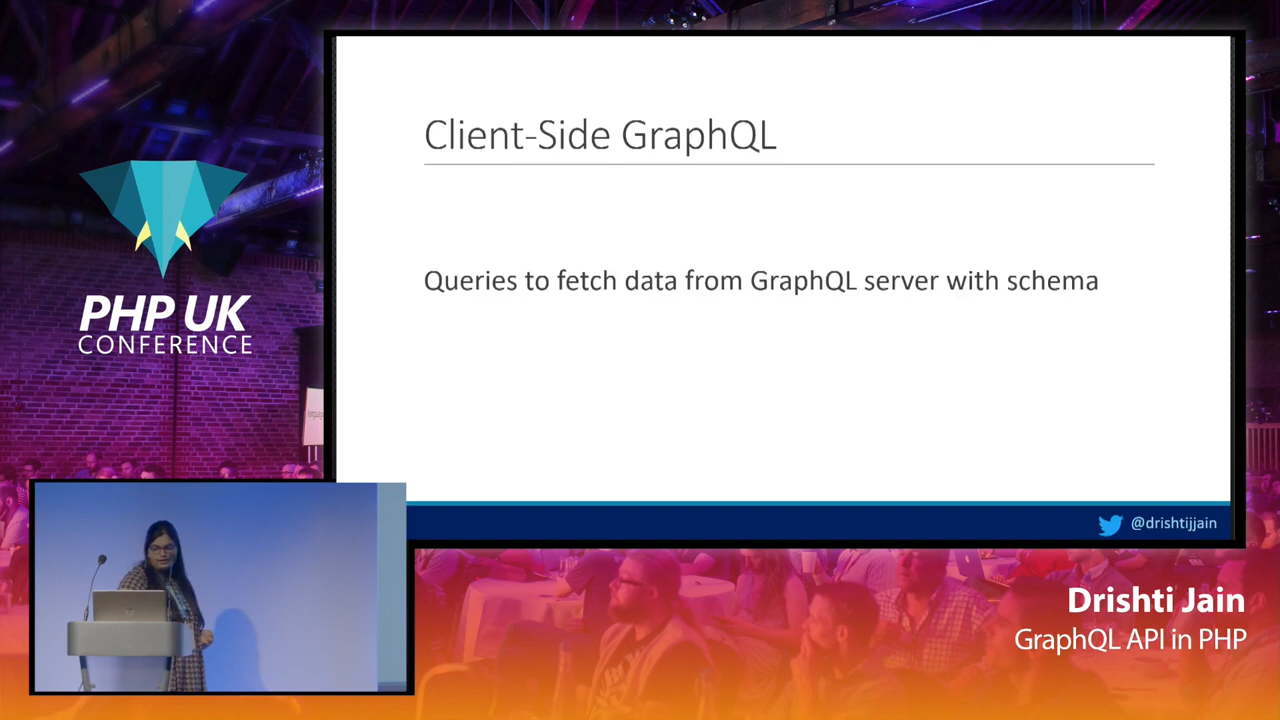 Client-Side GraphQL
Queries to fetch data from GraphQL server with schema
@drishtijjain
PHP UK
CONFERENCE
Drishti Jain
GraphQL API in PHP